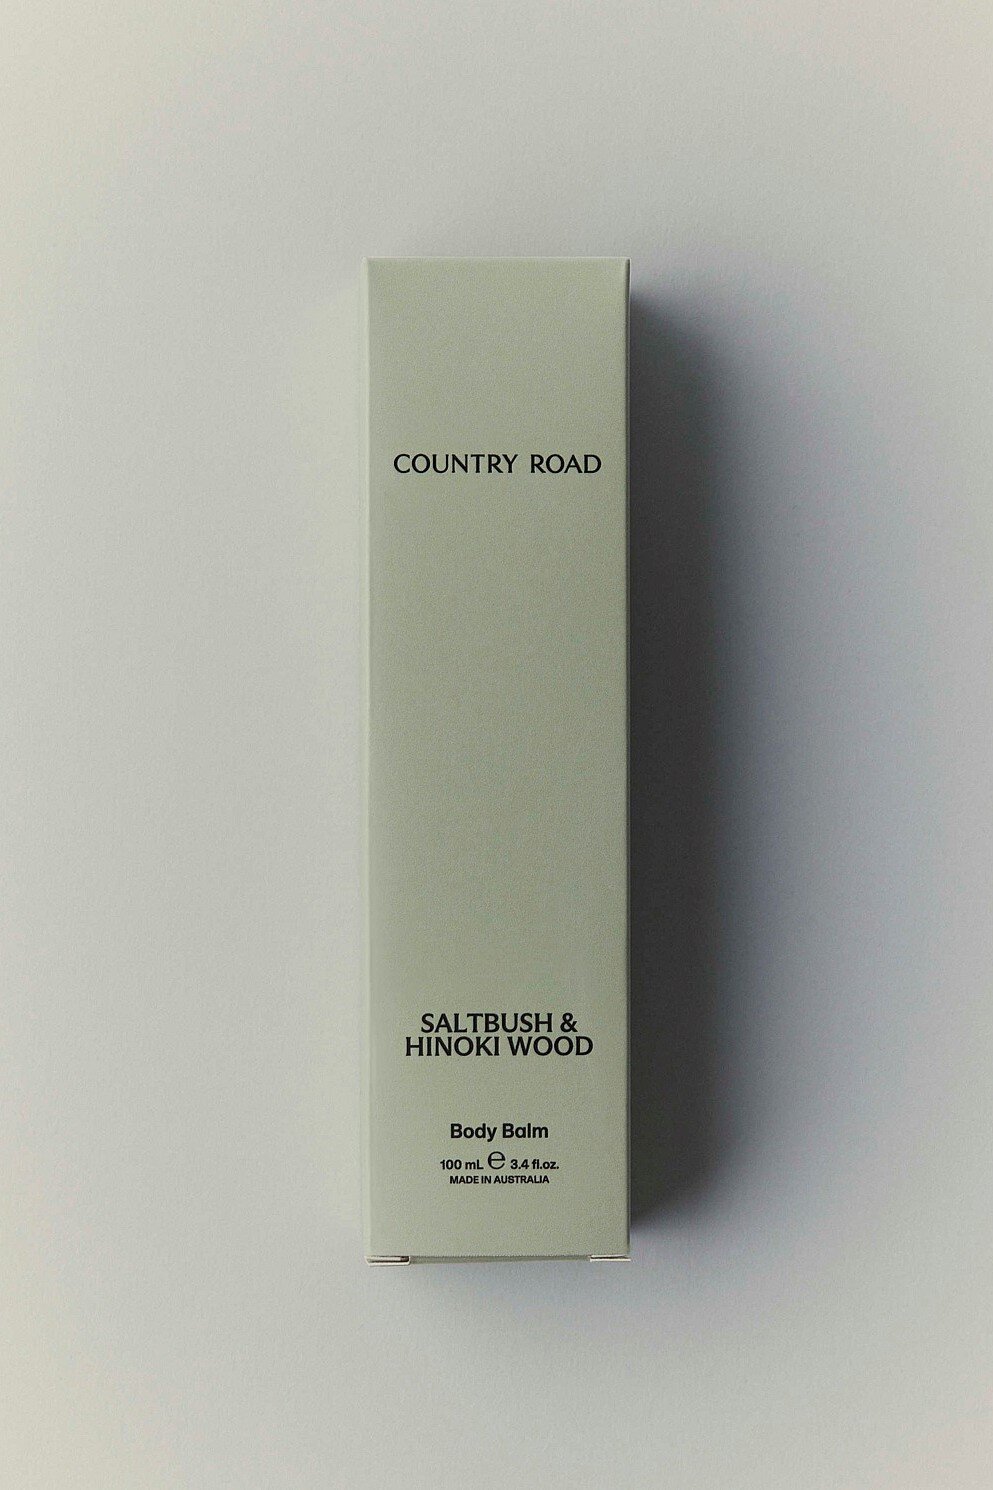 COUNTRY ROAD
SALTBUSH &
HINOKI WOOD
Body Balm
100 mL ℮ 3.4 fl.oz.
MADE IN AUSTRALIA